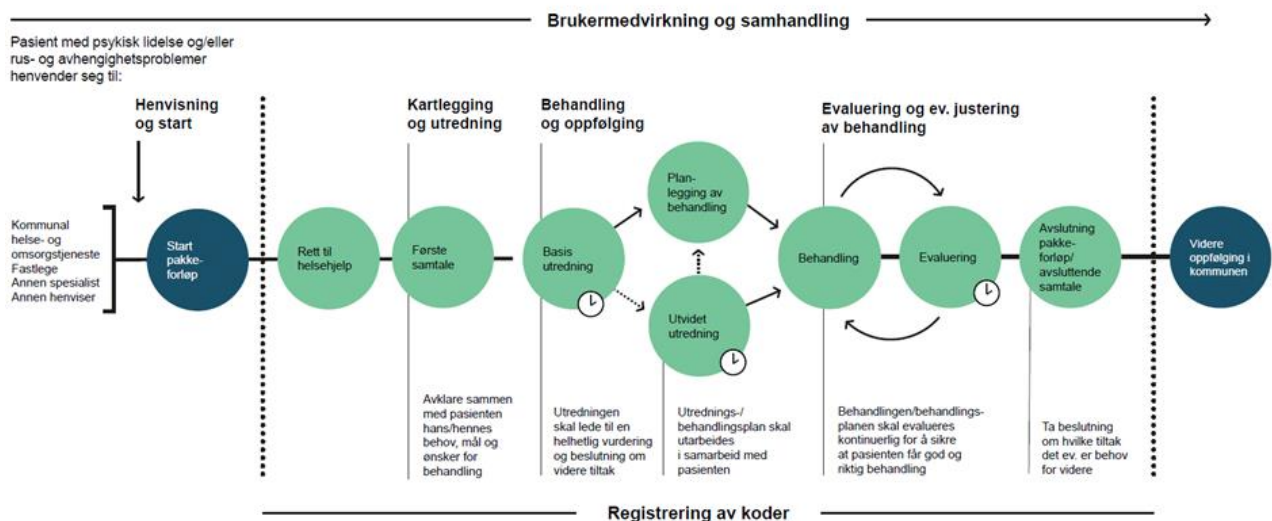 Brukermedvirkning og samhandling
Pasient med psykisk lidelse og/eller
rus- og avhengighetsproblemer
henvender seg til:
Henvisning
og start
Kartlegging
og utredning
Behandling
og oppfølging
Evaluering og ev. justering
av behandling
Kommunal
helse- og
omsorgstjeneste
Fastlege
Annen spesialist
Annen henviser
Start
pakke-
forløp
Rett til
helsehjelp
Første
samtale
Basis
utredning
Plan-
legging av
behandling
Utvidet
utredning
Behandling
Evaluering
Avslutning
pakke-
forløp/
avsluttende
samtale
Videre
oppfølging i
kommunen
Avklare sammen
med pasienten
hans/hennes
behov, mål og
ønsker for
behandling
Utredningen
skal lede til en
helhetlig vurdering
og beslutning om
videre tiltak
Utrednings-/
behandlingsplan skal
utarbeides
i samarbeid med
pasienten
Behandlingen/behandlings-
planen skal evalueres
kontinuerlig for å sikre
at pasienten får god og
riktig behandling
Ta beslutning
om hvilke tiltak
det ev. er behov
for videre
Registrering av koder